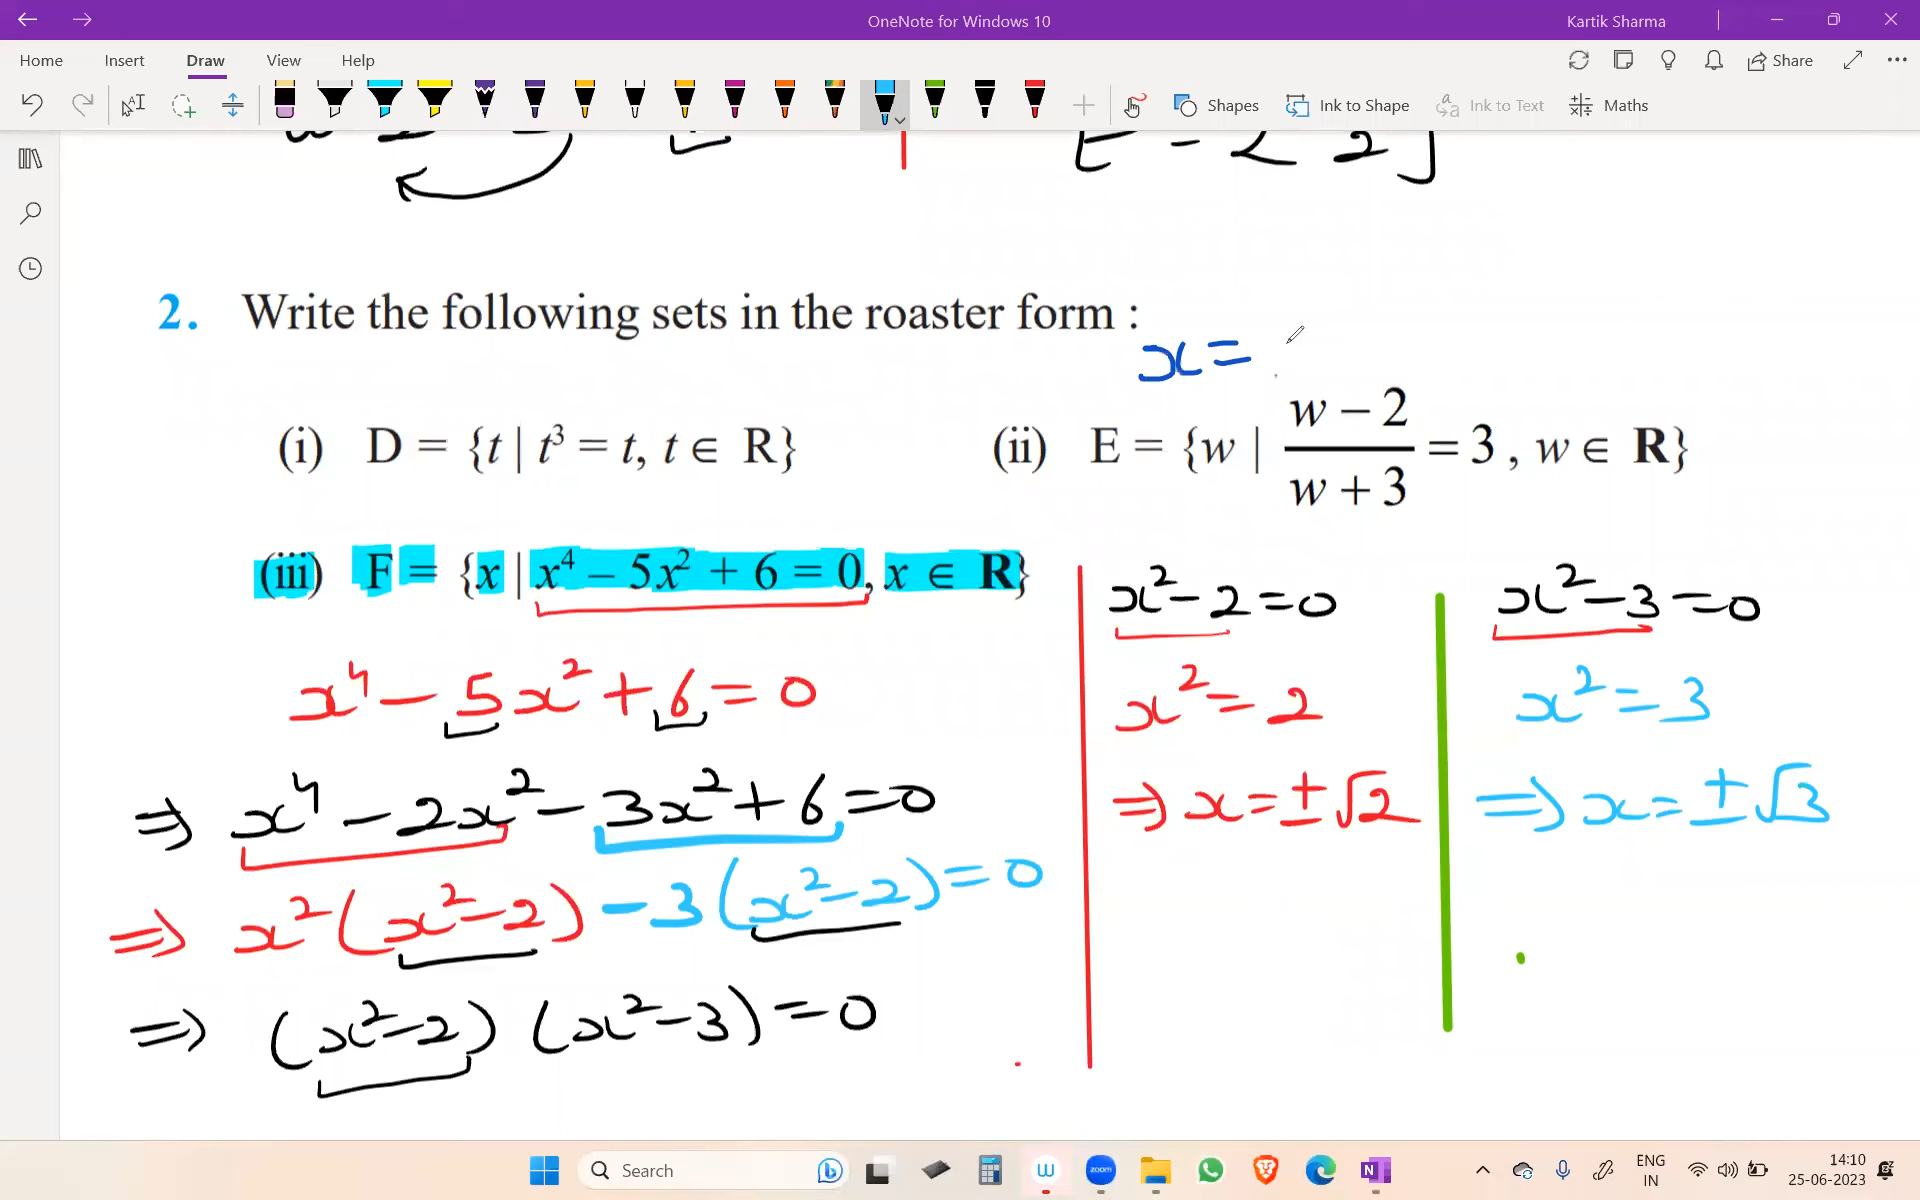 OneNote for Windows 10
Kartik Sharma
Home Insert Draw View Help
Share
Shapes Ink to Shape Ink to Text Maths
[ - 2 2 ]
2. Write the following sets in the roaster form :
x =
(i) D = {t | t³ = t, t ∈ R} (ii) E = {w | (w – 2)/(w + 3) = 3 , w ∈ R}
(iii) F = {x | x⁴ – 5x² + 6 = 0, x ∈ R}
x⁴ – 5x² + 6 = 0
⇒ x⁴ – 2x² – 3x² + 6 = 0
⇒ x² (x² – 2) – 3 (x² – 2) = 0
⇒ (x² – 2) (x² – 3) = 0
x² – 2 = 0
x² = 2
⇒ x = ± √2
x² – 3 = 0
x² = 3
⇒ x = ± √3
Search
zoom
ENG
IN
14:10
25-06-2023